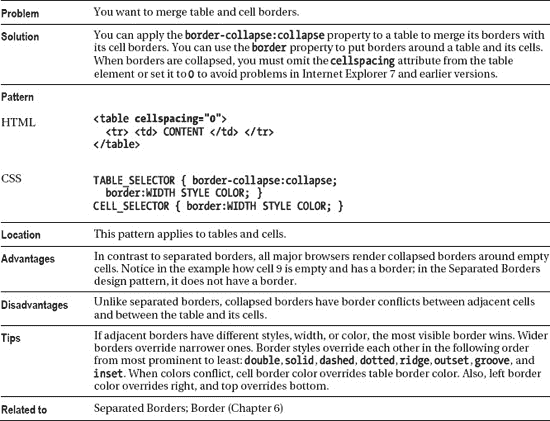 Problem
You want to merge table and cell borders.
Solution
You can apply the border-collapse:collapse property to a table to merge its borders with
its cell borders. You can use the border property to put borders around a table and its cells.
When borders are collapsed, you must omit the cellspacing attribute from the table
element or set it to 0 to avoid problems in Internet Explorer 7 and earlier versions.
Pattern
HTML
<table cellspacing="0">
<tr> <td> CONTENT </td> </tr>
</table>
CSS
TABLE_SELECTOR { border-collapse:collapse;
border:WIDTH STYLE COLOR; }
CELL_SELECTOR { border:WIDTH STYLE COLOR; }
Location
This pattern applies to tables and cells.
Advantages
In contrast to separated borders, all major browsers render collapsed borders around empty
cells. Notice in the example how cell 9 is empty and has a border; in the Separated Borders
design pattern, it does not have a border.
Disadvantages
Unlike separated borders, collapsed borders have border conflicts between adjacent cells
and between the table and its cells.
Tips
If adjacent borders have different styles, width, or color, the most visible border wins. Wider
borders override narrower ones. Border styles override each other in the following order
from most prominent to least: double, solid, dashed, dotted, ridge, outset, groove, and
inset. When colors conflict, cell border color overrides table border color. Also, left border
color overrides right, and top overrides bottom.
Related to
Separated Borders; Border (Chapter 6)